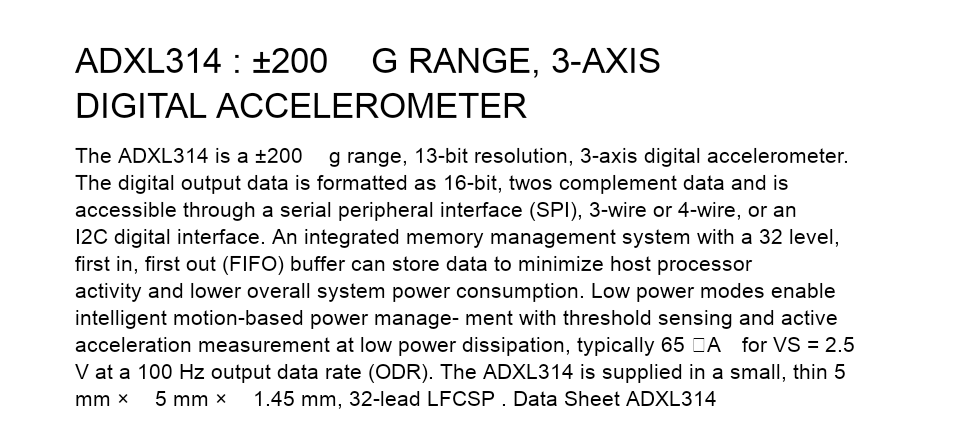 ADXL314 : ±200 G RANGE, 3-AXIS
DIGITAL ACCELEROMETER
The ADXL314 is a ±200 g range, 13-bit resolution, 3-axis digital accelerometer.
The digital output data is formatted as 16-bit, twos complement data and is
accessible through a serial peripheral interface (SPI), 3-wire or 4-wire, or an
I2C digital interface. An integrated memory management system with a 32 level,
first in, first out (FIFO) buffer can store data to minimize host processor
activity and lower overall system power consumption. Low power modes enable
intelligent motion-based power manage- ment with threshold sensing and active
acceleration measurement at low power dissipation, typically 65 □A for VS = 2.5
V at a 100 Hz output data rate (ODR). The ADXL314 is supplied in a small, thin 5
mm × 5 mm × 1.45 mm, 32-lead LFCSP . Data Sheet ADXL314